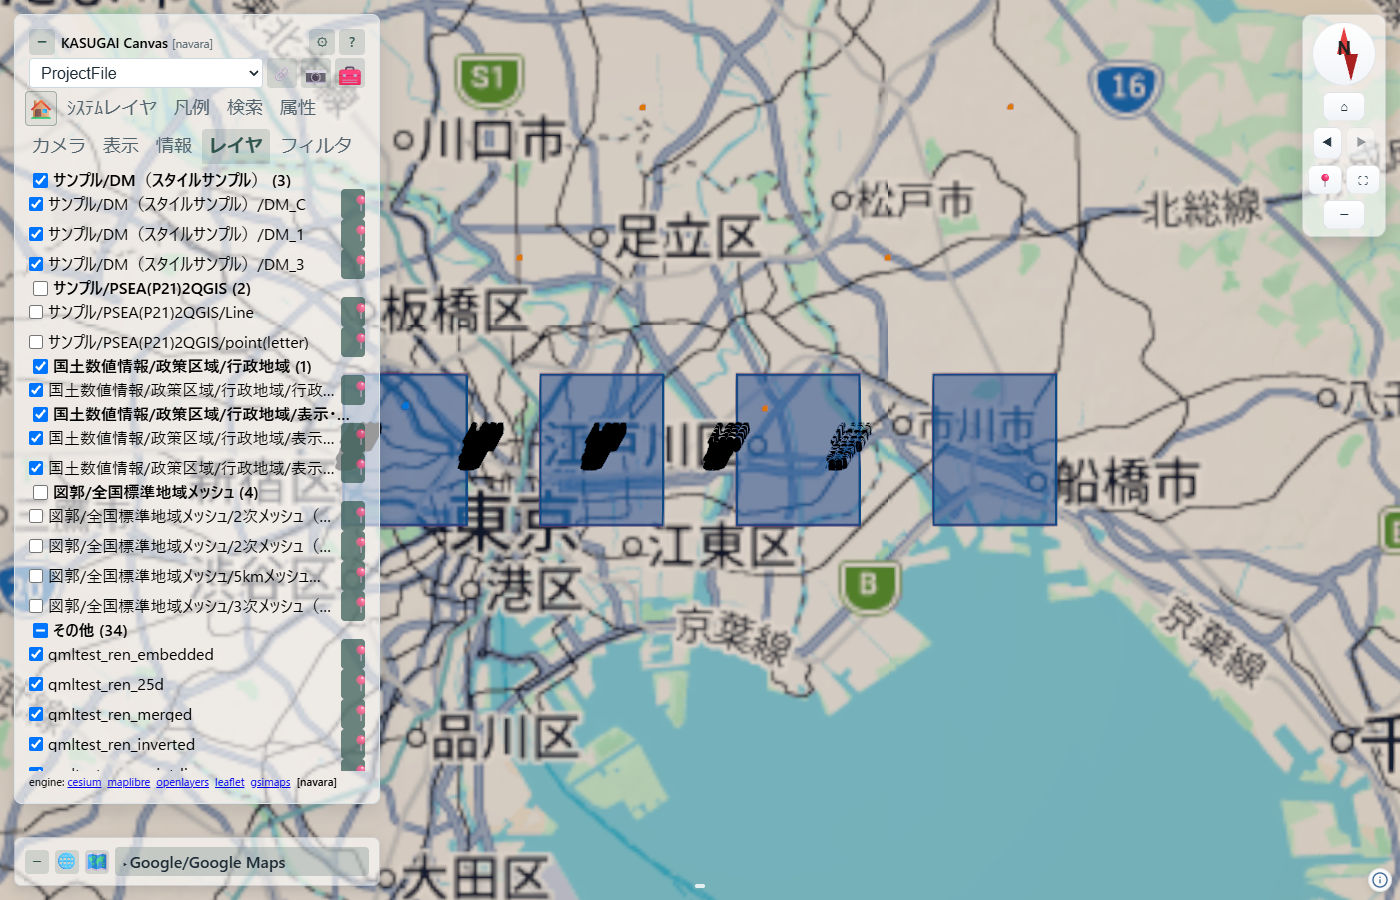 KASUGAI Canvas [navara]
ProjectFile
ｼｽﾃﾑレイヤ 凡例 検索 属性
カメラ 表示 情報 レイヤ フィルタ
サンプル/DM（スタイルサンプル） (3)
サンプル/DM（スタイルサンプル）/DM_C
サンプル/DM（スタイルサンプル）/DM_1
サンプル/DM（スタイルサンプル）/DM_3
サンプル/PSEA(P21)2QGIS (2)
サンプル/PSEA(P21)2QGIS/Line
サンプル/PSEA(P21)2QGIS/point(letter)
国土数値情報/政策区域/行政地域 (1)
国土数値情報/政策区域/行政地域/行政...
国土数値情報/政策区域/行政地域/表示・...
国土数値情報/政策区域/行政地域/表示...
国土数値情報/政策区域/行政地域/表示...
図郭/全国標準地域メッシュ (4)
図郭/全国標準地域メッシュ/2次メッシュ（...
図郭/全国標準地域メッシュ/2次メッシュ（...
図郭/全国標準地域メッシュ/5kmメッシュ...
図郭/全国標準地域メッシュ/3次メッシュ（...
その他 (34)
qmltest_ren_embedded
qmltest_ren_25d
qmltest_ren_merged
qmltest_ren_inverted
engine: cesium maplibre openlayers leaflet gsimaps [navara]
Google/Google Maps
S1
16
N
川口市
松戸市
北総線
足立区
板橋区
江戸川区
市川市
八千
船橋市
新宿区
東京
江東区
渋谷区
港区
B
京葉線
京葉線
品川区
千
大田区